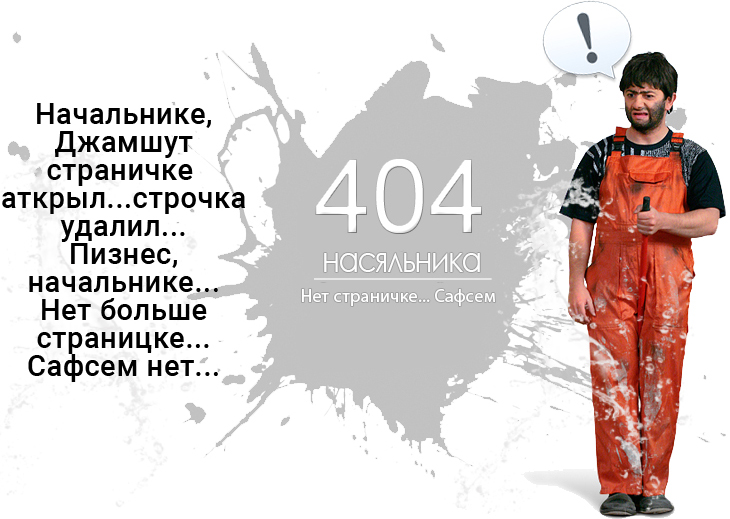 Начальнике,
Джамшут
страничке
аткрыл...строчка
удалил...
Пизнес,
начальнике...
Нет больше
страницке...
Сафсем нет...
404
насяльника
Нет страничке... Сафсем
!